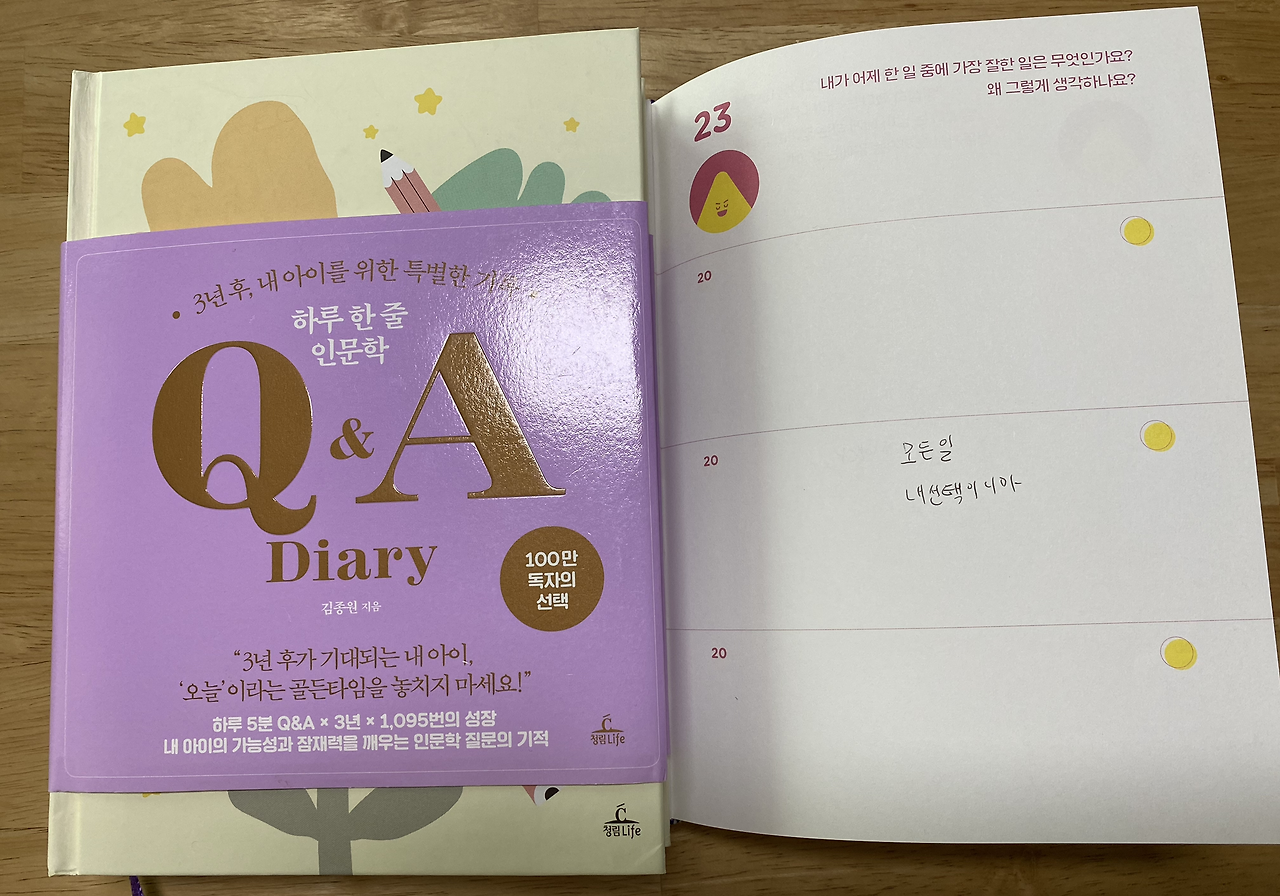 3년 후, 내 아이를 위한 특별한 기록
하루 한 줄
인문학
Q & A
Diary
100만
독자의
선택
김종원 지음
“3년 후가 기대되는 내 아이,
‘오늘’이라는 골든타임을 놓치지 마세요!”
하루 5분 Q&A × 3년 × 1,095번의 성장
내 아이의 가능성과 잠재력을 깨우는 인문학 질문의 기적
청림Life
청림Life
내가 어제 한 일 중에 가장 잘한 일은 무엇인가요?
왜 그렇게 생각하나요?
23
20
20
모든일
내선택이니아
20